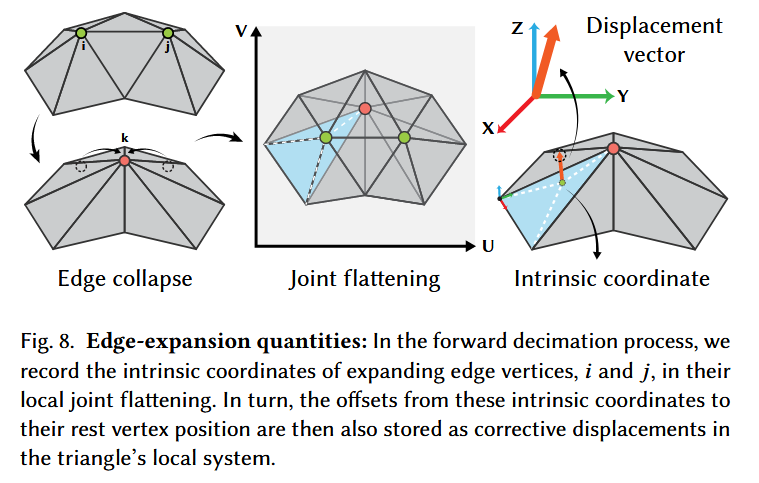 i
j
k
Edge collapse
V
U
Joint flattening
Z
Y
X
Displacement
vector
Intrinsic coordinate
Fig. 8. Edge-expansion quantities: In the forward decimation process, we
record the intrinsic coordinates of expanding edge vertices, i and j, in their
local joint flattening. In turn, the offsets from these intrinsic coordinates to
their rest vertex position are then also stored as corrective displacements in
the triangle's local system.